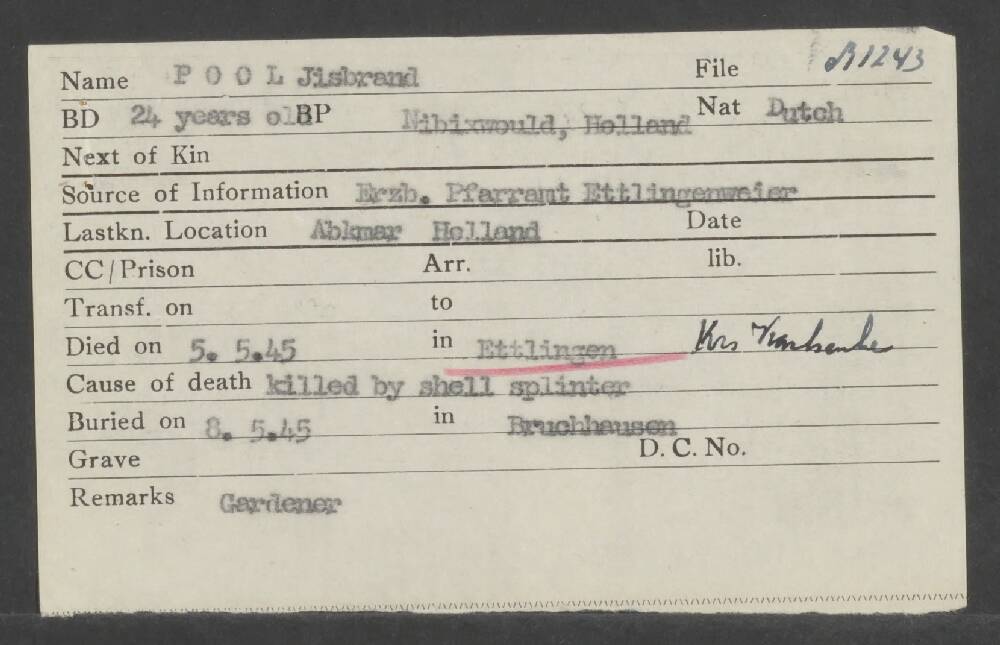 Name P O O L Jisbrand File B1243
BD 24 years old BP Nibixwould, Holland Nat Dutch
Next of Kin
Source of Information Erzb. Pfarramt Ettlingenweier
Lastkn. Location Abkmar Holland Date
CC/Prison Arr. lib.
Transf. on to
Died on 5. 5.45 in Ettlingen Krs Karlsruhe
Cause of death killed by shell splinter
Buried on 8. 5.45 in Bruchhausen
Grave D. C. No.
Remarks Gardener